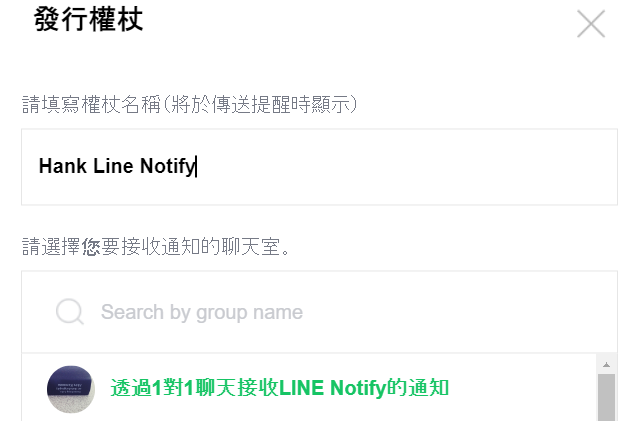 發行權杖
請填寫權杖名稱(將於傳送提醒時顯示)
Hank Line Notify
請選擇您要接收通知的聊天室。
Search by group name
透過1對1聊天接收LINE Notify的通知